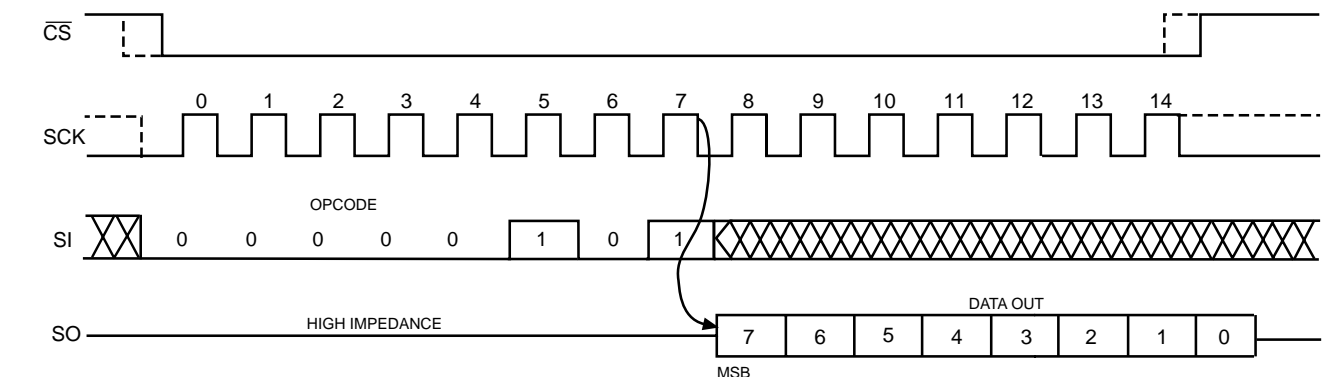 CS
0 1 2 3 4 5 6 7 8 9 10 11 12 13 14
SCK
OPCODE
SI 0 0 0 0 0 1 0 1
DATA OUT
HIGH IMPEDANCE
SO 7 6 5 4 3 2 1 0
MSB